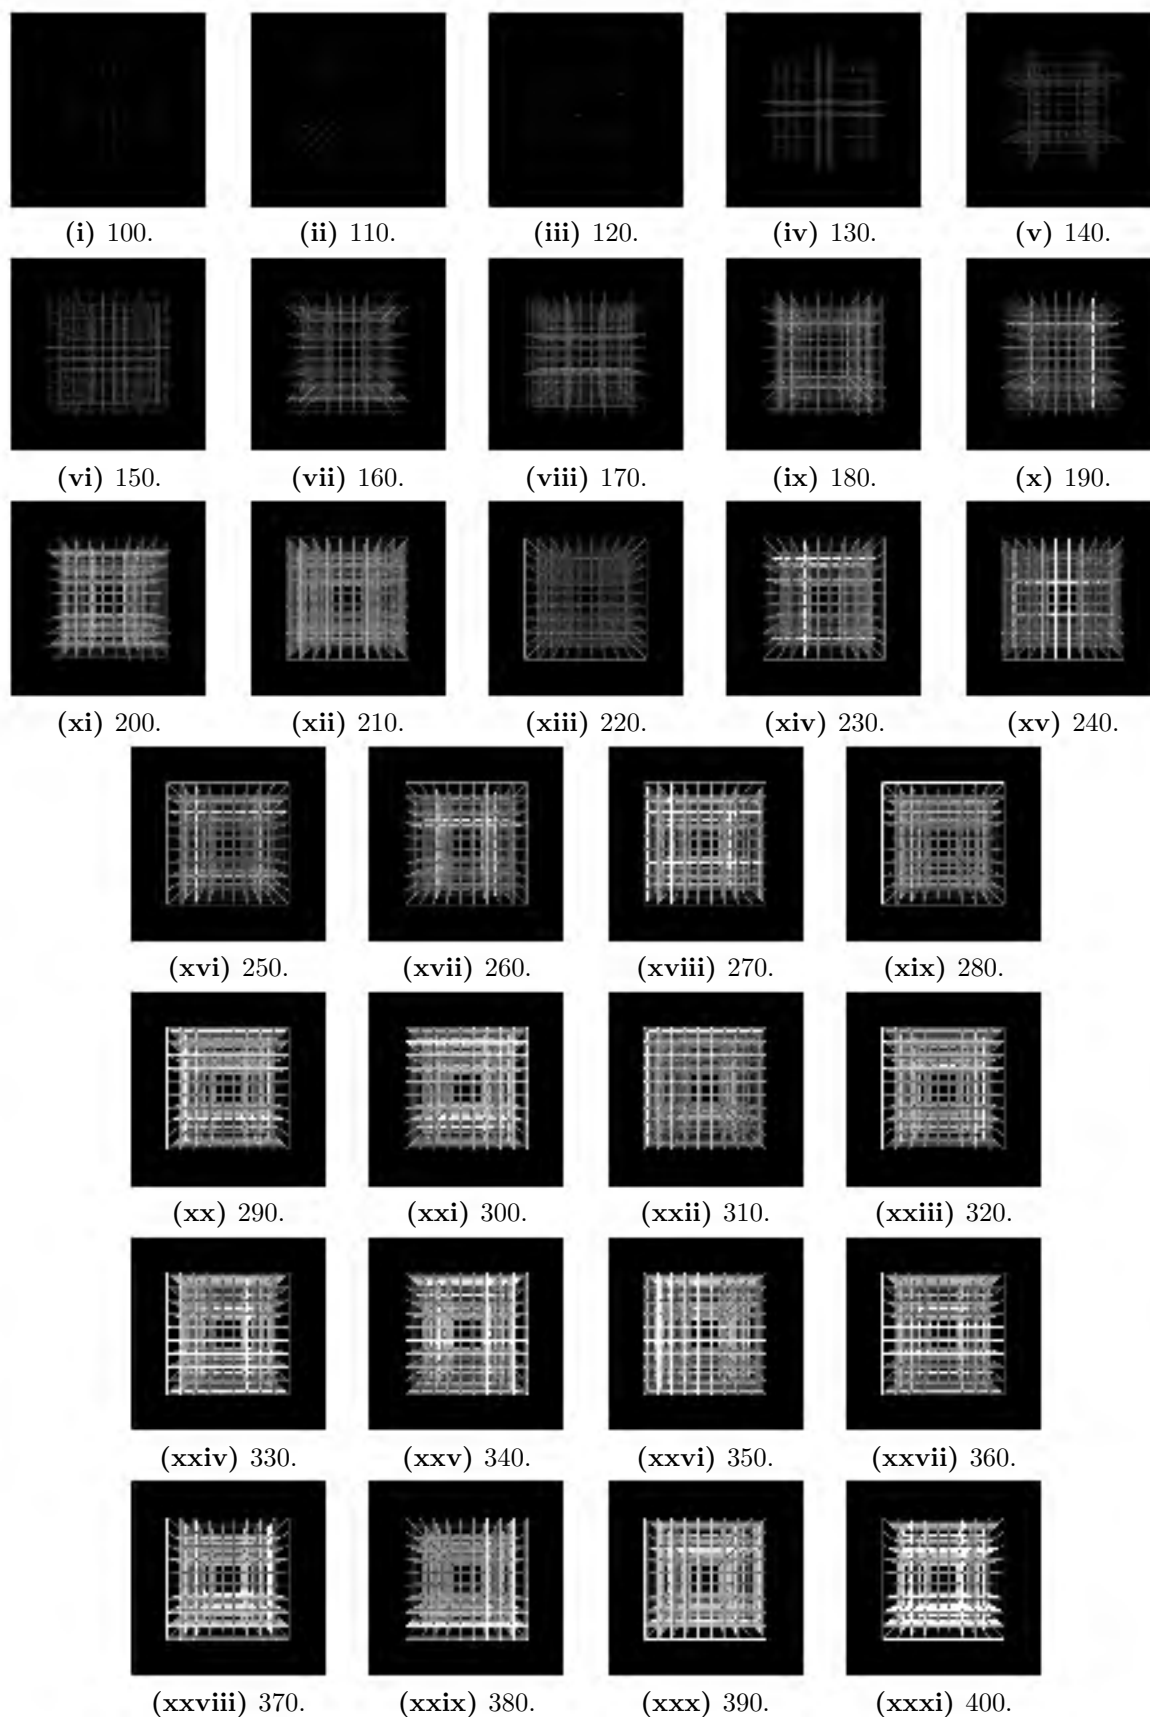 (i) 100. (ii) 110. (iii) 120. (iv) 130. (v) 140.
(vi) 150. (vii) 160. (viii) 170. (ix) 180. (x) 190.
(xi) 200. (xii) 210. (xiii) 220. (xiv) 230. (xv) 240.
(xvi) 250. (xvii) 260. (xviii) 270. (xix) 280.
(xx) 290. (xxi) 300. (xxii) 310. (xxiii) 320.
(xxiv) 330. (xxv) 340. (xxvi) 350. (xxvii) 360.
(xxviii) 370. (xxix) 380. (xxx) 390. (xxxi) 400.